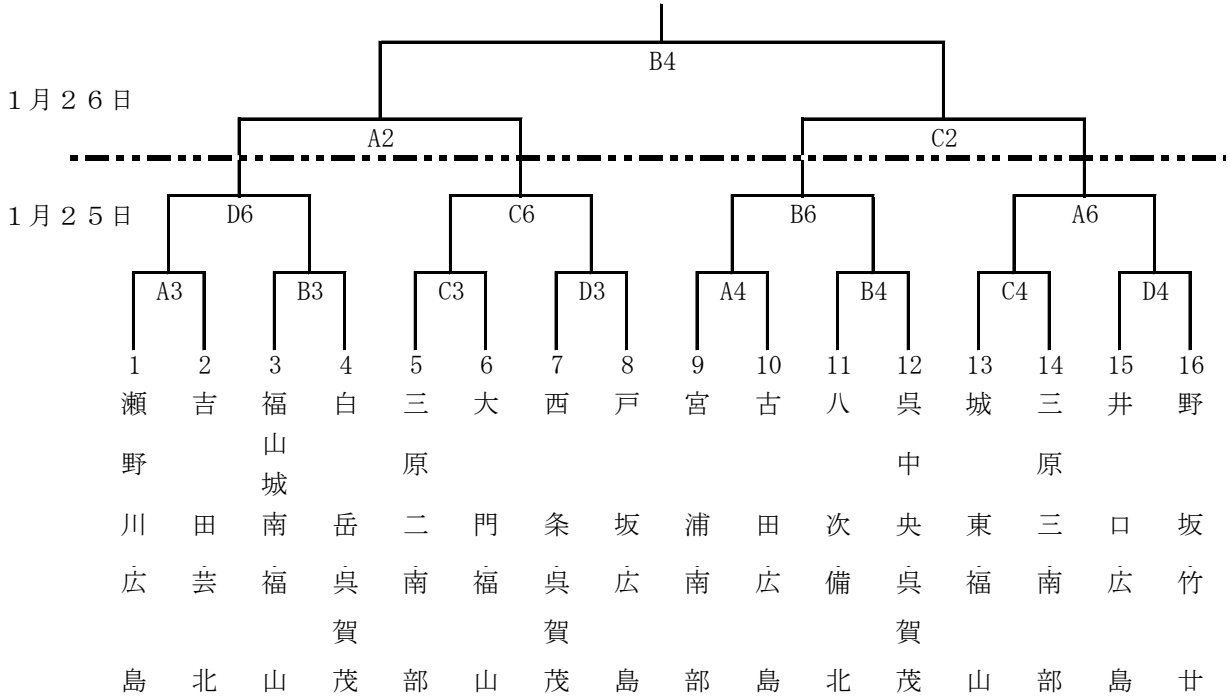 B4
1月26日
A2 C2
1月25日
D6 C6 B6 A6
A3 B3 C3 D3 A4 B4 C4 D4
1 2 3 4 5 6 7 8 9 10 11 12 13 14 15 16
瀬野川・広島
吉田・芸北
福山城南・福山
白岳・呉賀茂
三原二・南部
大門・福山
西条・呉賀茂
戸坂・広島
宮浦・南部
古田・広島
八次・備北
呉中央・呉賀茂
城東・福山
三原三・南部
井口・広島
野坂・竹廿